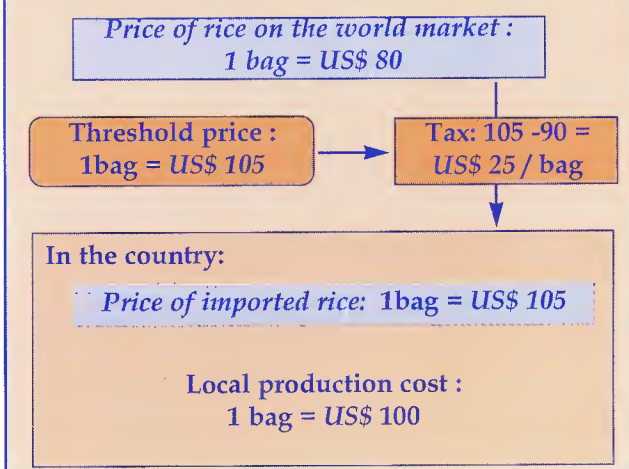 Price of rice on the world market :
1 bag = US$ 80
Threshold price :
1bag = US$ 105
Tax: 105 -90 =
US$ 25 / bag
In the country:
Price of imported rice: 1bag = US$ 105
Local production cost :
1 bag = US$ 100